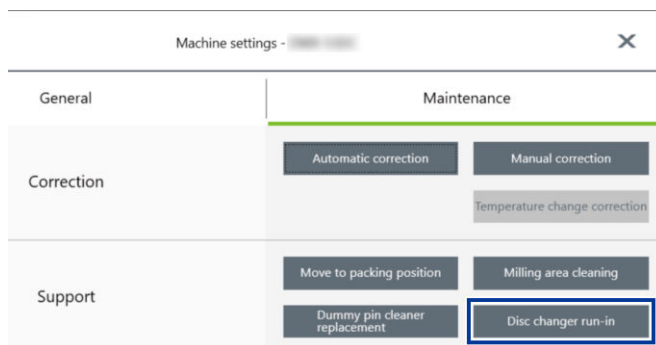 Machine settings -
General
Maintenance
Correction
Automatic correction
Manual correction
Temperature change correction
Support
Move to packing position
Milling area cleaning
Dummy pin cleaner
replacement
Disc changer run-in